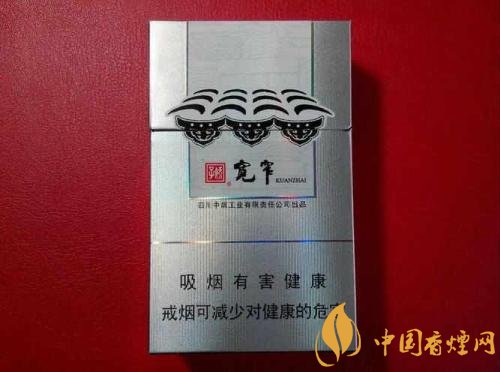 宽窄
KUANZHAI
四川中烟工业有限责任公司出品
吸烟有害健康
戒烟可减少对健康的危害
中国香烟网